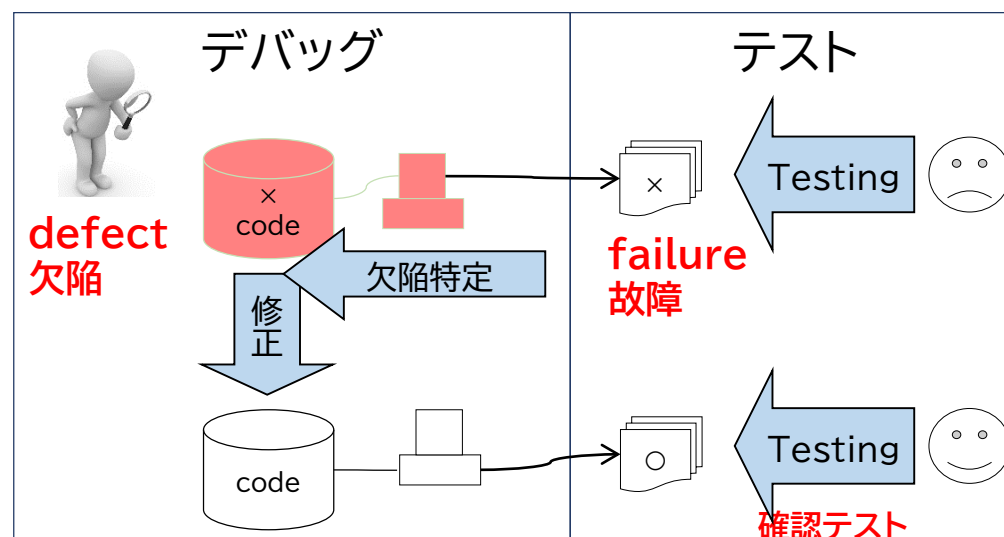 デバッグ
テスト
×
code
defect
欠陥
×
Testing
failure
故障
欠陥特定
修正
code
○
Testing
確認テスト